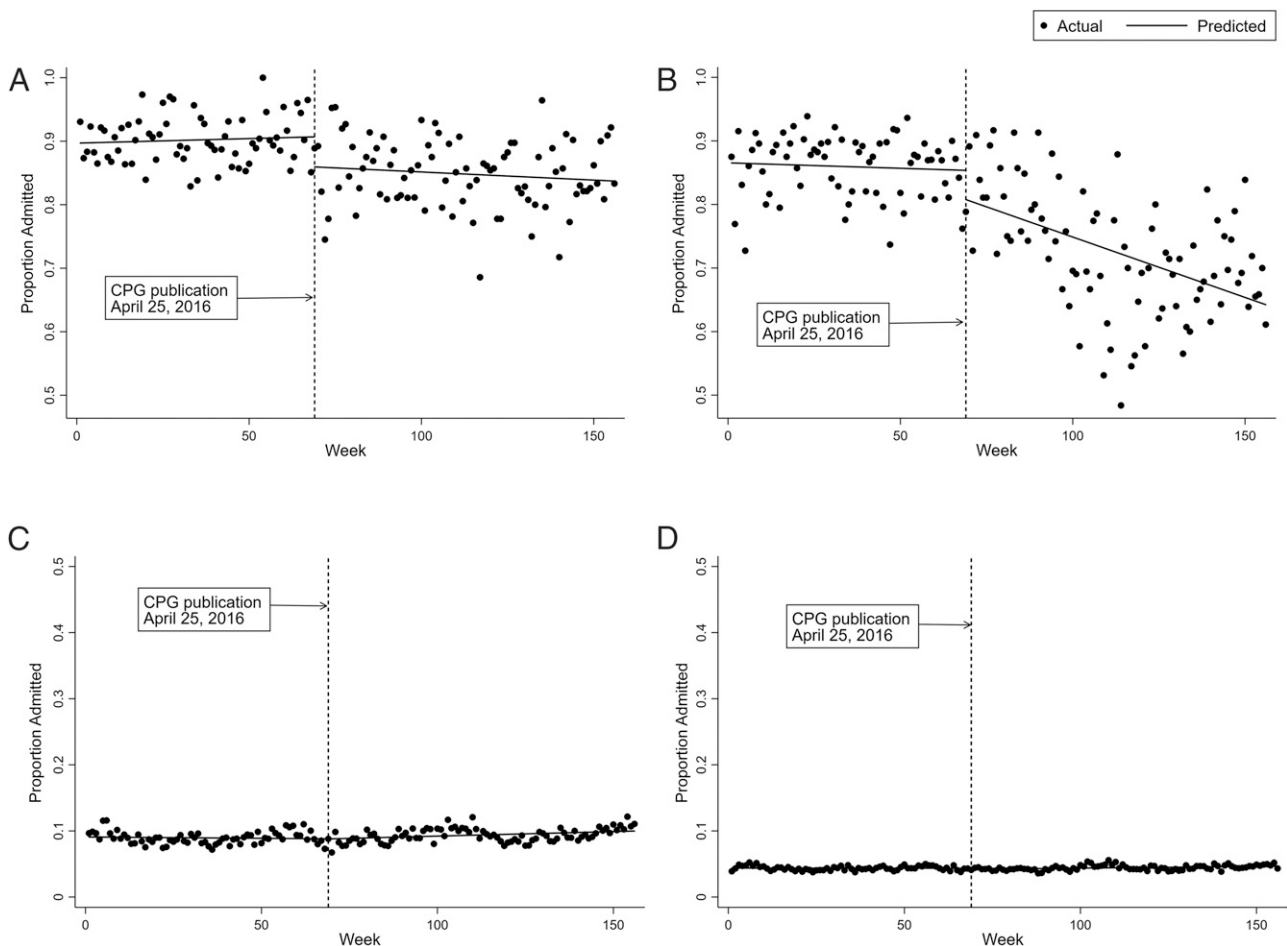 Actual Predicted
A
B
1.0
0.9
0.8
0.7
0.6
0.5
Proportion Admitted
CPG publication
April 25, 2016
0 50 100 150
Week
1.0
0.9
0.8
0.7
0.6
0.5
Proportion Admitted
CPG publication
April 25, 2016
0 50 100 150
Week
C
D
0.5
0.4
0.3
0.2
0.1
0
Proportion Admitted
CPG publication
April 25, 2016
0 50 100 150
Week
0.5
0.4
0.3
0.2
0.1
0
Proportion Admitted
CPG publication
April 25, 2016
0 50 100 150
Week